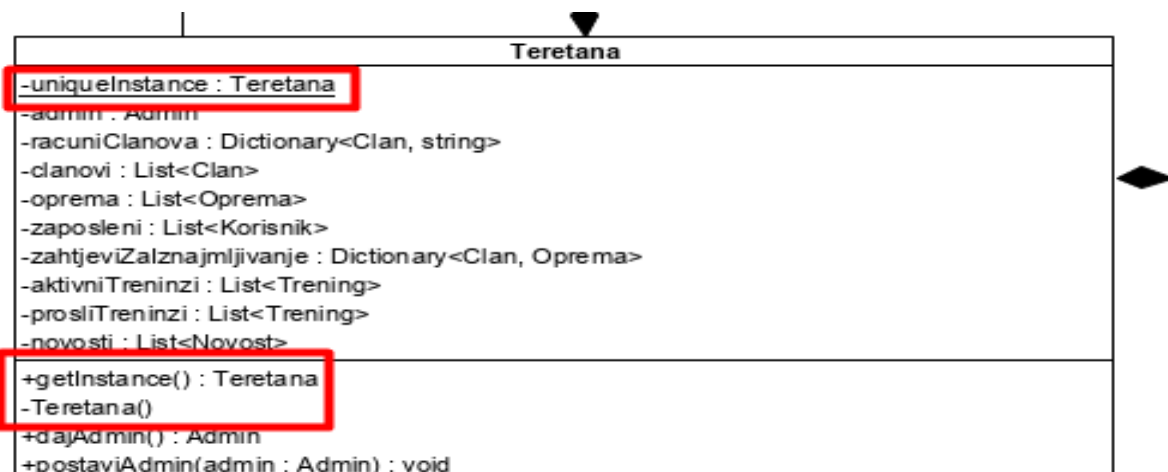 Teretana
-uniqueInstance : Teretana
-admin : Admin
-racuniClanova : Dictionary<Clan, string>
-clanovi : List<Clan>
-oprema : List<Oprema>
-zaposleni : List<Korisnik>
-zahtjeviZaIznajmljivanje : Dictionary<Clan, Oprema>
-aktivniTreninzi : List<Trening>
-prosliTreninzi : List<Trening>
-novosti : List<Novost>
+getInstance() : Teretana
-Teretana()
+dajAdmin() : Admin
+postaviAdmin(admin : Admin) : void